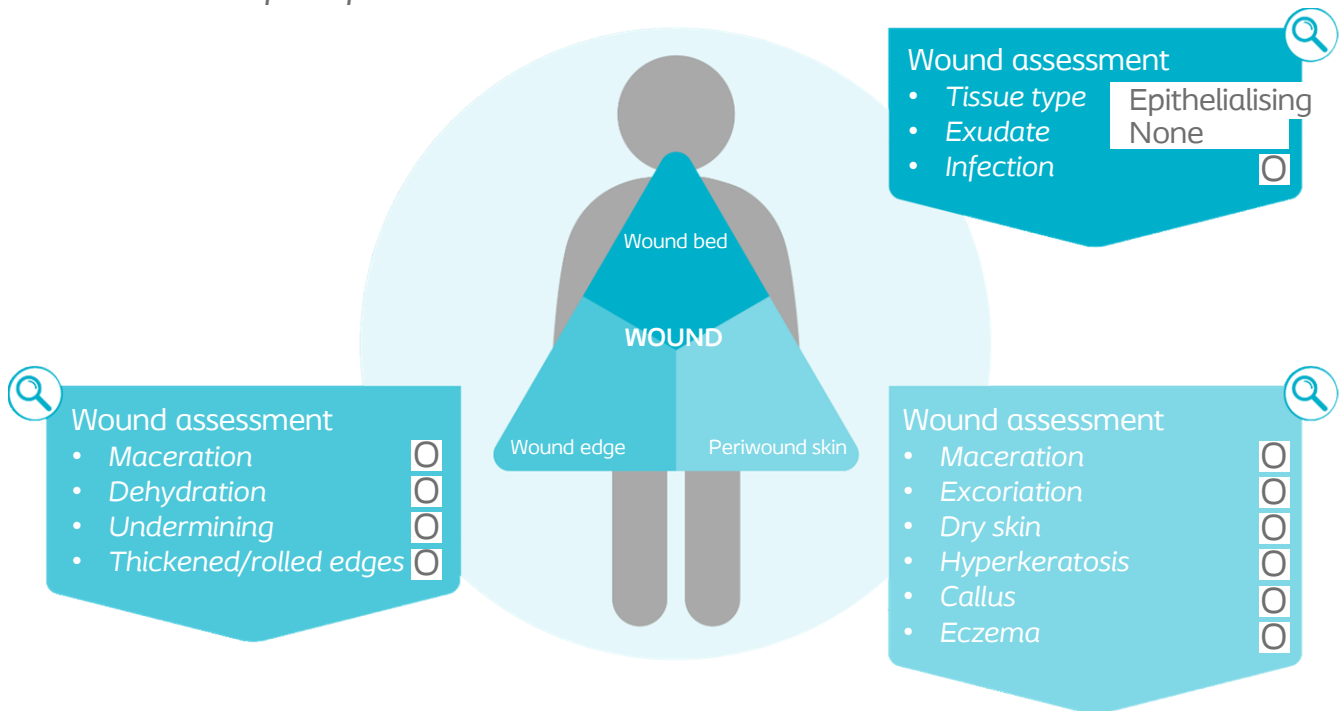 Wound assessment
• Tissue type Epithelialising
• Exudate None
• Infection O
Wound bed
WOUND
Wound edge
Periwound skin
Wound assessment
• Maceration O
• Dehydration O
• Undermining O
• Thickened/rolled edges O
Wound assessment
• Maceration O
• Excoriation O
• Dry skin O
• Hyperkeratosis O
• Callus O
• Eczema O